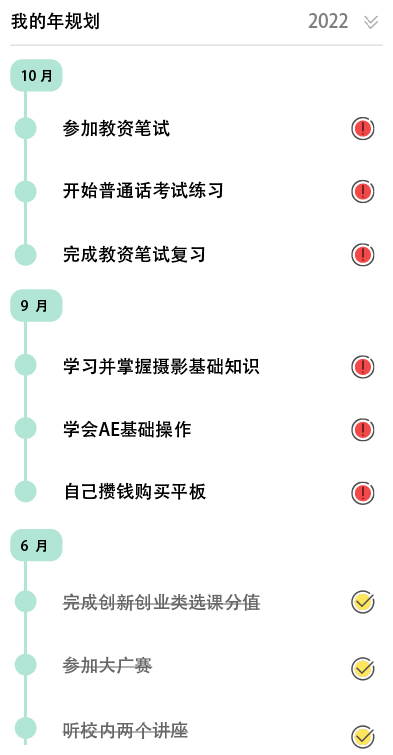 我的年规划 2022
10 月
参加教资笔试
开始普通话考试练习
完成教资笔试复习
9 月
学习并掌握摄影基础知识
学会AE基础操作
自己攒钱购买平板
6 月
完成创新创业类选课分值
参加大广赛
听校内两个讲座